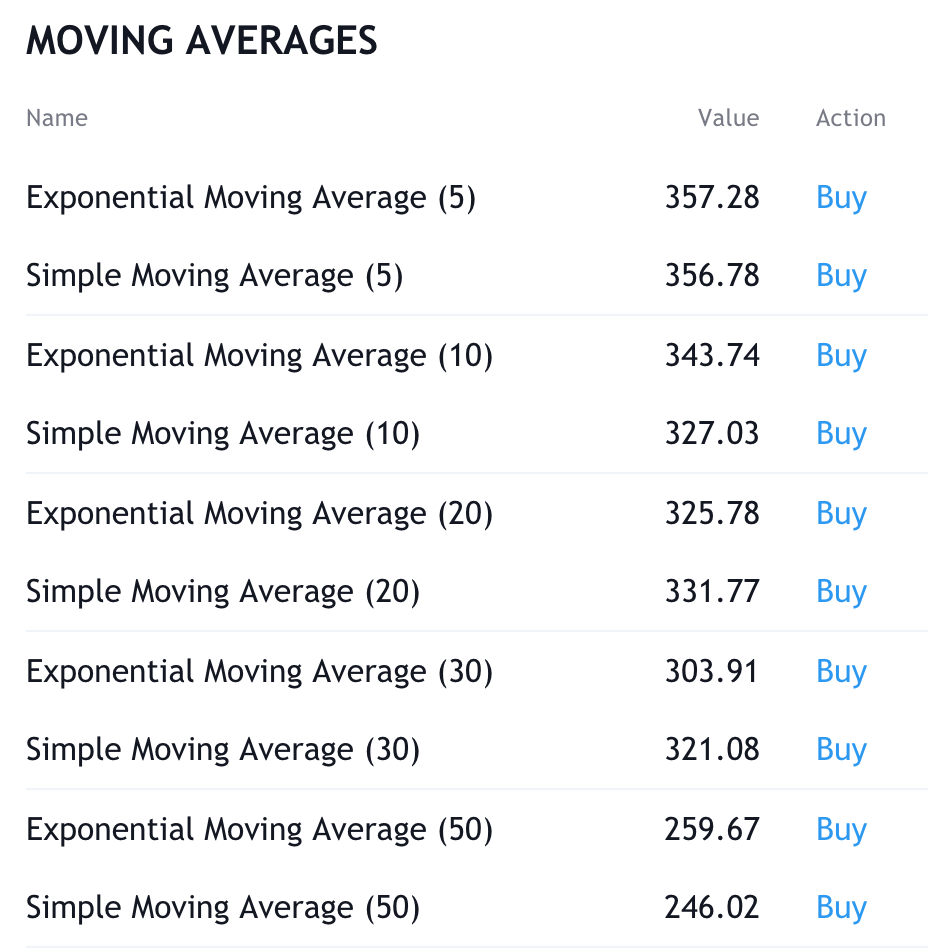 MOVING AVERAGES
Name Value Action
Exponential Moving Average (5) 357.28 Buy
Simple Moving Average (5) 356.78 Buy
Exponential Moving Average (10) 343.74 Buy
Simple Moving Average (10) 327.03 Buy
Exponential Moving Average (20) 325.78 Buy
Simple Moving Average (20) 331.77 Buy
Exponential Moving Average (30) 303.91 Buy
Simple Moving Average (30) 321.08 Buy
Exponential Moving Average (50) 259.67 Buy
Simple Moving Average (50) 246.02 Buy